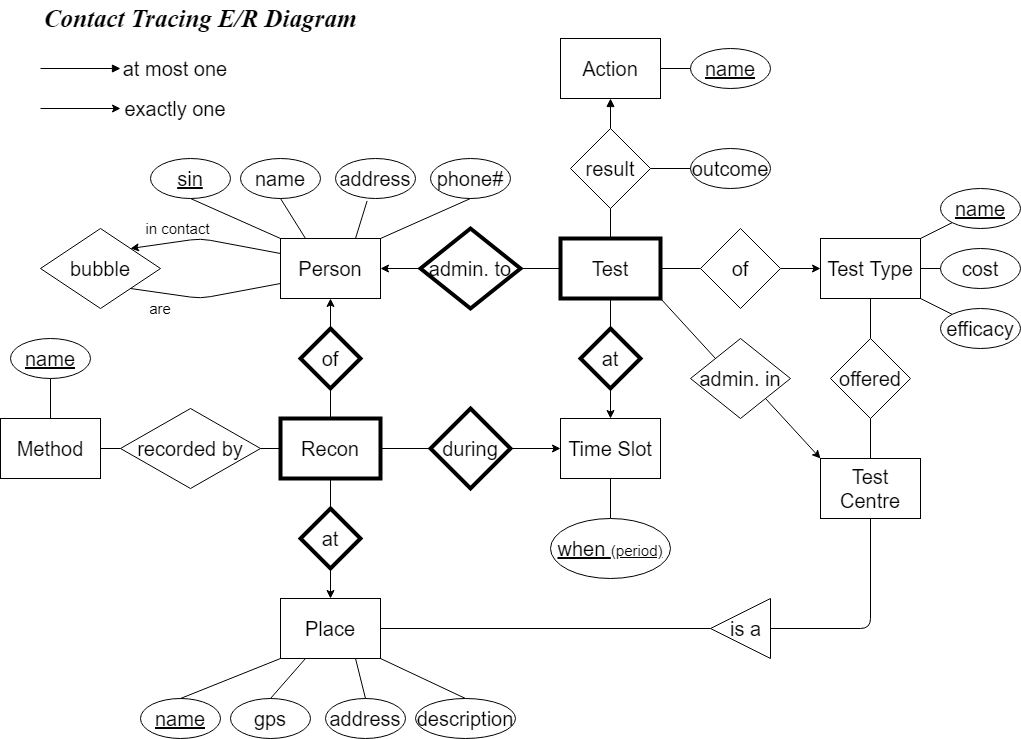 Contact Tracing E/R Diagram
at most one
exactly one
Action
name
result
outcome
sin
name
address
phone#
name
in contact
bubble
Person
admin. to
Test
of
Test Type
cost
are
efficacy
name
of
at
admin. in
offered
Method
recorded by
Recon
during
Time Slot
Test
Centre
at
when (period)
Place
is a
name
gps
address
description